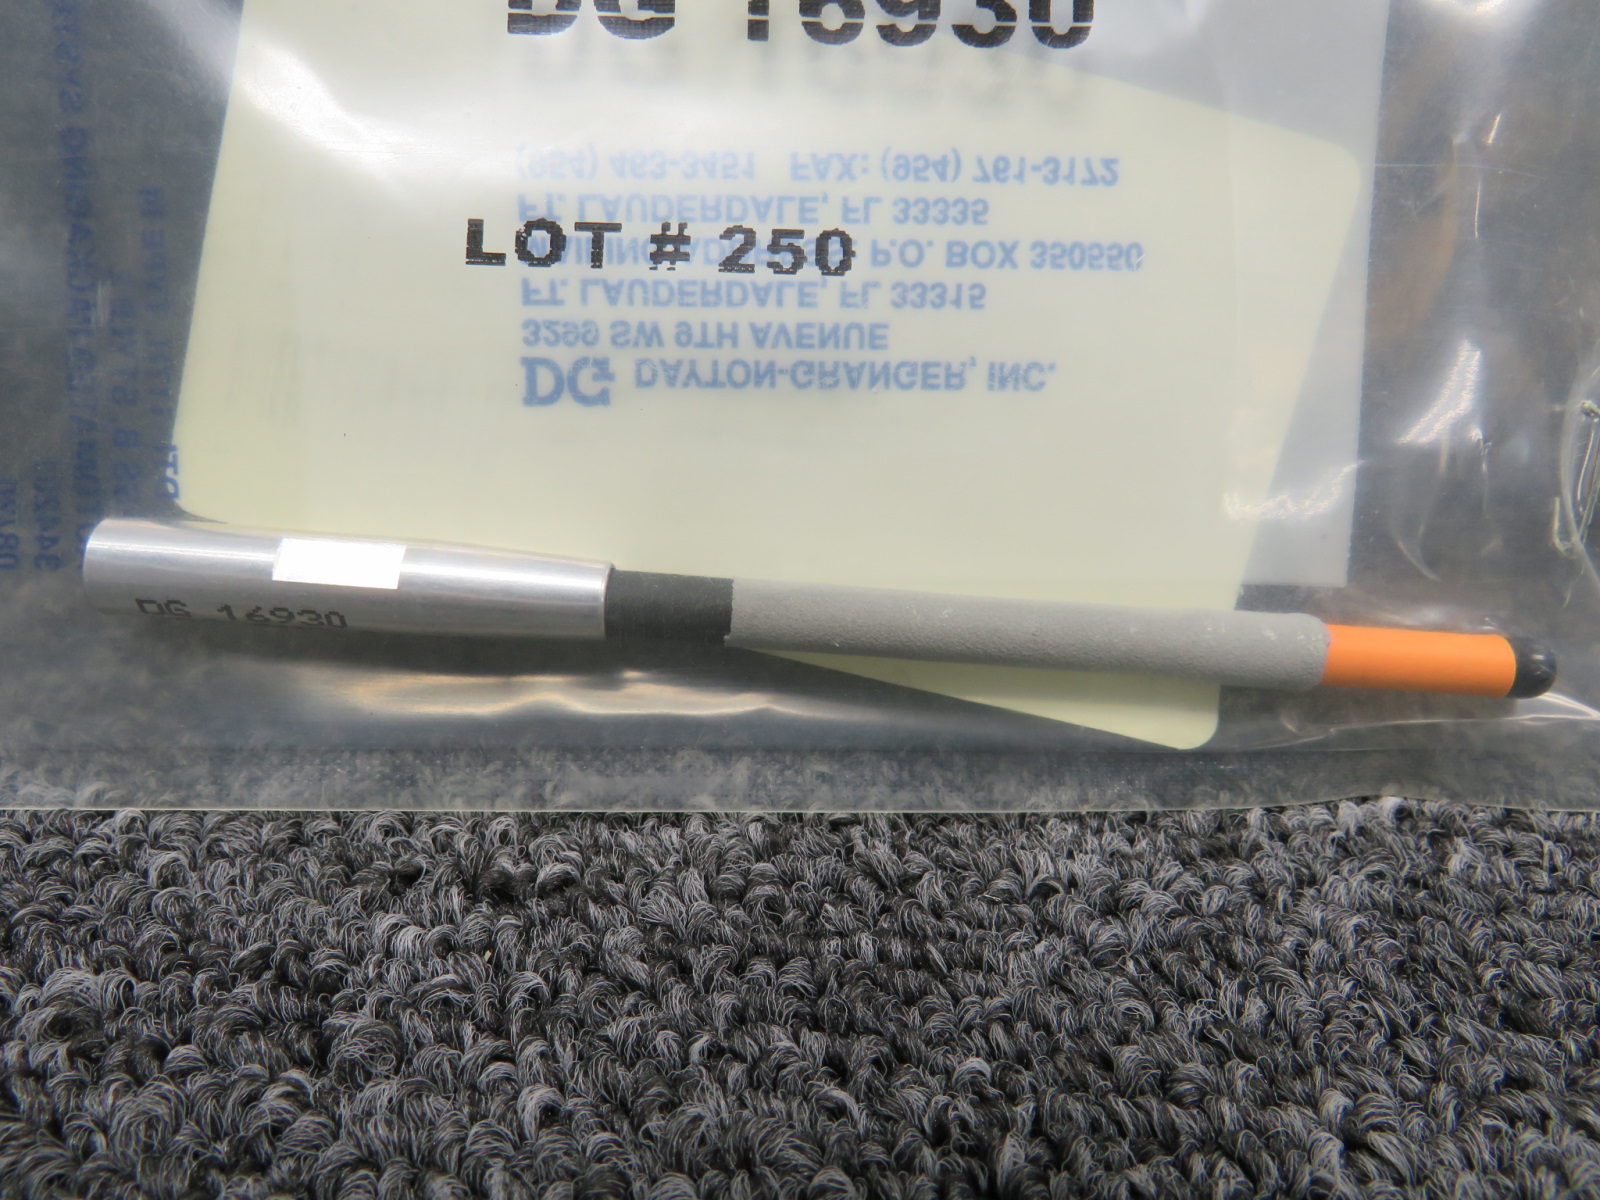 DG 16930
LOT # 250
DG DAYTON-GRANGER, INC.
3299 SW 9TH AVENUE
FT. LAUDERDALE, FL 33315
P.O. BOX 350550
FT. LAUDERDALE, FL 33335
(954) 463-3451 FAX: (954) 761-3172
DG 16930